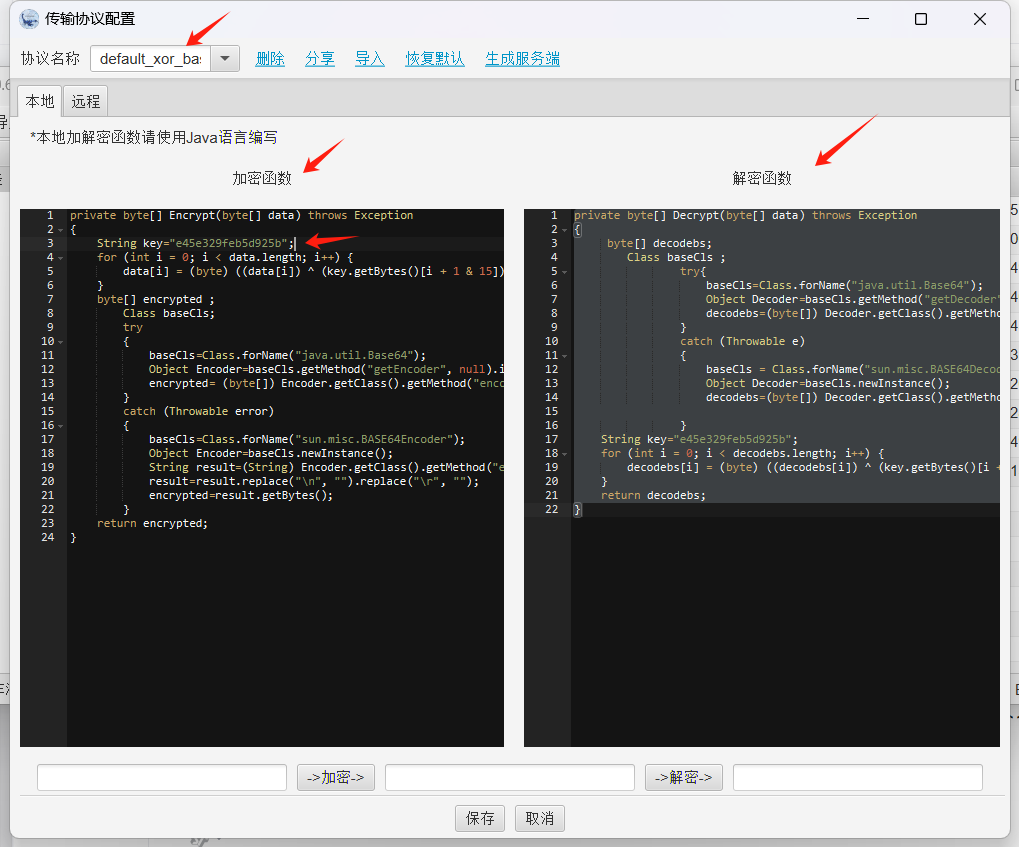 传输协议配置
协议名称 default_xor_bas 删除 分享 导入 恢复默认 生成服务端
本地 远程
*本地加解密函数请使用Java语言编写
加密函数
1 private byte[] Encrypt(byte[] data) throws Exception
2 {
3 String key="e45e329feb5d925b";
4 for (int i = 0; i < data.length; i++) {
5 data[i] = (byte) ((data[i]) ^ (key.getBytes()[i + 1 & 15])
6 }
7 byte[] encrypted ;
8 Class baseCls;
9 try
10 {
11 baseCls=Class.forName("java.util.Base64");
12 Object Encoder=baseCls.getMethod("getEncoder", null).i
13 encrypted= (byte[]) Encoder.getClass().getMethod("enco
14 }
15 catch (Throwable error)
16 {
17 baseCls=Class.forName("sun.misc.BASE64Encoder");
18 Object Encoder=baseCls.newInstance();
19 String result=(String) Encoder.getClass().getMethod("e
20 result=result.replace("\n", "").replace("\r", "");
21 encrypted=result.getBytes();
22 }
23 return encrypted;
24 }
解密函数
1 private byte[] Decrypt(byte[] data) throws Exception
2 {
3 byte[] decodebs;
4 Class baseCls ;
5 try{
6 baseCls=Class.forName("java.util.Base64");
7 Object Decoder=baseCls.getMethod("getDecoder"
8 decodebs=(byte[]) Decoder.getClass().getMetho
9 }
10 catch (Throwable e)
11 {
12 baseCls = Class.forName("sun.misc.BASE64Decod
13 Object Decoder=baseCls.newInstance();
14 decodebs=(byte[]) Decoder.getClass().getMetho
15
16 }
17 String key="e45e329feb5d925b";
18 for (int i = 0; i < decodebs.length; i++) {
19 decodebs[i] = (byte) ((decodebs[i]) ^ (key.getBytes()[i +
20 }
21 return decodebs;
22 }
->加密-> ->解密->
保存 取消